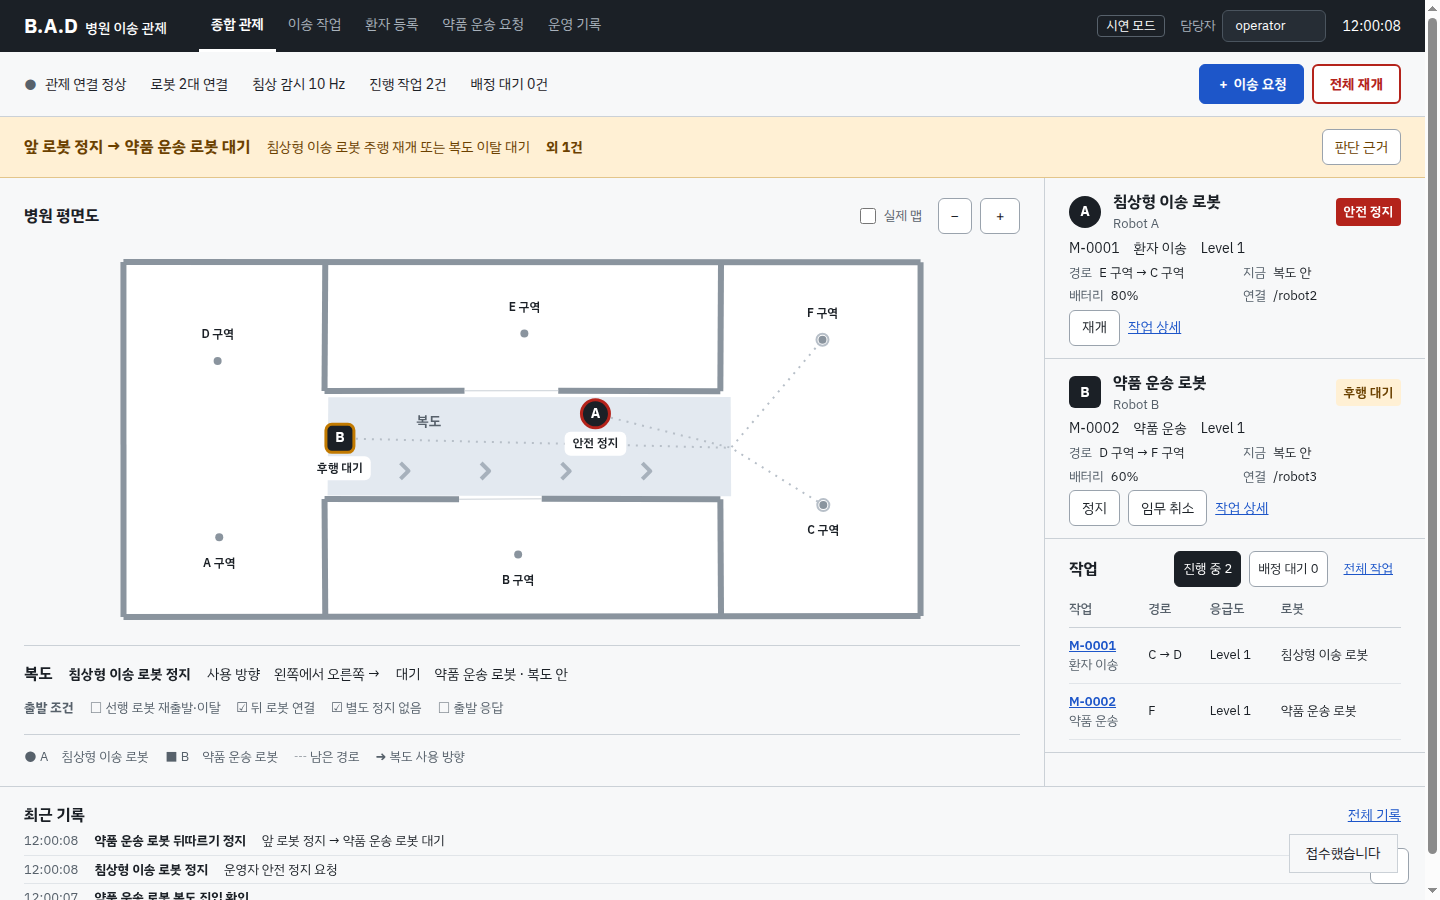 B.A.D 병원 이송 관제 종합 관제 이송 작업 환자 등록 약품 운송 요청 운영 기록 시연 모드 담당자 operator 12:00:08
관제 연결 정상 로봇 2대 연결 침상 감시 10 Hz 진행 작업 2건 배정 대기 0건 + 이송 요청 전체 재개
앞 로봇 정지 → 약품 운송 로봇 대기 침상형 이송 로봇 주행 재개 또는 복도 이탈 대기 외 1건 판단 근거
병원 평면도 실제 맵 − +
E 구역
F 구역
D 구역
복도
A
안전 정지
B
후행 대기
A 구역
B 구역
C 구역
복도 침상형 이송 로봇 정지 사용 방향 왼쪽에서 오른쪽 → 대기 약품 운송 로봇 · 복도 안
출발 조건 ☐ 선행 로봇 재출발·이탈 ☑ 뒤 로봇 연결 ☑ 별도 정지 없음 ☐ 출발 응답
● A 침상형 이송 로봇 ■ B 약품 운송 로봇 --- 남은 경로 → 복도 사용 방향
A 침상형 이송 로봇 안전 정지
Robot A
M-0001 환자 이송 Level 1
경로 E 구역 → C 구역 지금 복도 안
배터리 80% 연결 /robot2
재개 작업 상세
B 약품 운송 로봇 후행 대기
Robot B
M-0002 약품 운송 Level 1
경로 D 구역 → F 구역 지금 복도 안
배터리 60% 연결 /robot3
정지 임무 취소 작업 상세
작업 진행 중 2 배정 대기 0 전체 작업
작업 경로 응급도 로봇
M-0001 C → D Level 1 침상형 이송 로봇
환자 이송
M-0002 F Level 1 약품 운송 로봇
약품 운송
최근 기록 전체 기록
12:00:08 약품 운송 로봇 뒤따르기 정지 앞 로봇 정지 → 약품 운송 로봇 대기
12:00:08 침상형 이송 로봇 정지 운영자 안전 정지 요청
12:00:07 약품 운송 로봇 복도 진입 확인
접수했습니다